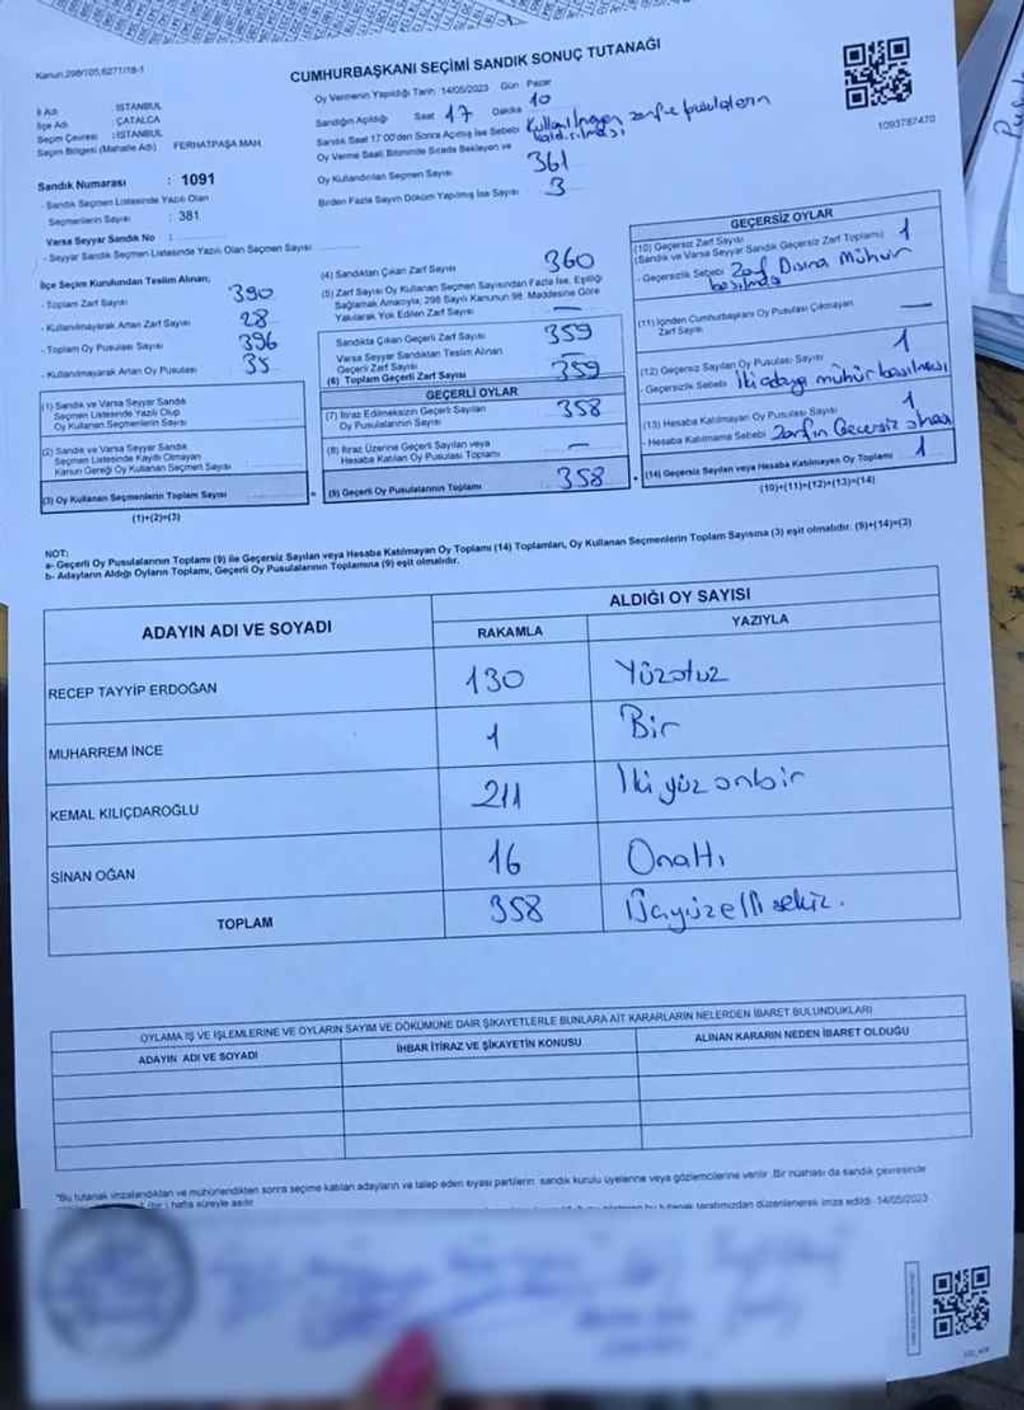 Kanun 298/105,6271/18-1
CUMHURBAŞKANI SEÇİMİ SANDIK SONUÇ TUTANAĞI
İl Adı : İSTANBUL
İlçe Adı : ÇATALCA
Seçim Çevresi : İSTANBUL
Seçim Bölgesi (Mahalle Adı) FERHATPAŞA MAH.
Sandık Numarası : 1091
- Sandık Seçmen Listesinde Yazılı Olan
Seçmenlerin Sayısı : 381
Varsa Seyyar Sandık No :
- Seyyar Sandık Seçmen Listesinde Yazılı Olan Seçmen Sayısı
Oy Vermenin Yapıldığı Tarih: 14/05/2023 Gün Pazar
Sandığın Açıldığı Saat 17 Dakika 10
Sandık Saat 17:00'den Sonra Açılmış İse Sebebi Kullanılmayan zarf ve pusulaların kaldırılması
Oy Verme Saati Bitiminde Sırada Bekleyen ve
Oy Kullandırılan Seçmen Sayısı 361
Birden Fazla Sayım Döküm Yapılmış İse Sayısı 3
1093787470
İlçe Seçim Kurulundan Teslim Alınan;
- Toplam Zarf Sayısı 390
- Kullanılmayarak Artan Zarf Sayısı 28
- Toplam Oy Pusulası Sayısı 396
- Kullanılmayarak Artan Oy Pusulası 35
(1) Sandık ve Varsa Seyyar Sandık
Seçmen Listesinde Yazılı Olup
Oy Kullanan Seçmenlerin Sayısı
(2) Sandık ve Varsa Seyyar Sandık
Seçmen Listesinde Kayıtlı Olmayan
Kanun Gereği Oy Kullanan Seçmen Sayısı
(3) Oy Kullanan Seçmenlerin Toplam Sayısı
(1)+(2)=(3)
(4) Sandıktan Çıkan Zarf Sayısı 360
(5) Zarf Sayısı Oy Kullanan Seçmen Sayısından Fazla İse, Eşitliği
Sağlamak Amacıyla, 298 Sayılı Kanunun 98. Maddesine Göre
Yakılarak Yok Edilen Zarf Sayısı —
Sandıkta Çıkan Geçerli Zarf Sayısı 359
Varsa Seyyar Sandıktan Teslim Alınan
Geçerli Zarf Sayısı —
(6) Toplam Geçerli Zarf Sayısı 359
GEÇERLİ OYLAR
(7) İtiraz Edilmeksizin Geçerli Sayılan
Oy Pusulalarının Sayısı 358
(8) İtiraz Üzerine Geçerli Sayılan veya
Hesaba Katılan Oy Pusulası Toplamı —
(9) Geçerli Oy Pusulalarının Toplamı 358
GEÇERSİZ OYLAR
(10) Geçersiz Zarf Sayısı
(Sandık ve Varsa Seyyar Sandık Geçersiz Zarf Toplamı) 1
- Geçersizlik Sebebi Zarf Dışına Mühür basılması
(11) İçinden Cumhurbaşkanı Oy Pusulası Çıkmayan
Zarf Sayısı —
(12) Geçersiz Sayılan Oy Pusulası Sayısı 1
- Geçersizlik Sebebi İki adaya mühür basılması
(13) Hesaba Katılmayan Oy Pusulası Sayısı 1
- Hesaba Katılmama Sebebi Zarfın Geçersiz olması
(14) Geçersiz Sayılan veya Hesaba Katılmayan Oy Toplamı 1
(10)+(11)+(12)+(13)=(14)
NOT:
a- Geçerli Oy Pusulalarının Toplamı (9) ile Geçersiz Sayılan veya Hesaba Katılmayan Oy Toplamı (14) Toplamları, Oy Kullanan Seçmenlerin Toplam Sayısına (3) eşit olmalıdır. (9)+(14)=(3)
b- Adayların Aldığı Oyların Toplamı, Geçerli Oy Pusulalarının Toplamına (9) eşit olmalıdır.
ADAYIN ADI VE SOYADI
ALDIĞI OY SAYISI
RAKAMLA YAZIYLA
RECEP TAYYİP ERDOĞAN 130 Yüzotuz
MUHARREM İNCE 1 Bir
KEMAL KILIÇDAROĞLU 211 İki yüz onbir
SİNAN OĞAN 16 Onaltı
TOPLAM 358 Üçyüzelli sekiz.
OYLAMA İŞ VE İŞLEMLERİNE VE OYLARIN SAYIM VE DÖKÜMÜNE DAİR ŞİKAYETLERLE BUNLARA AİT KARARLARIN NELERDEN İBARET BULUNDUKLARI
ADAYIN ADI VE SOYADI İHBAR İTİRAZ VE ŞİKAYETİN KONUSU ALINAN KARARIN NEDEN İBARET OLDUĞU
"Bu tutanak imzalandıktan ve mühürlendikten sonra seçime katılan adayların ve talep eden siyasi partilerin sandık kurulu üyelerine veya gözlemcilerine verilir. Bir nüshası da sandık çevresinde
hafta süreyle asılır. bu tutanak tarafımızdan düzenlenerek imza edildi. 14/05/2023